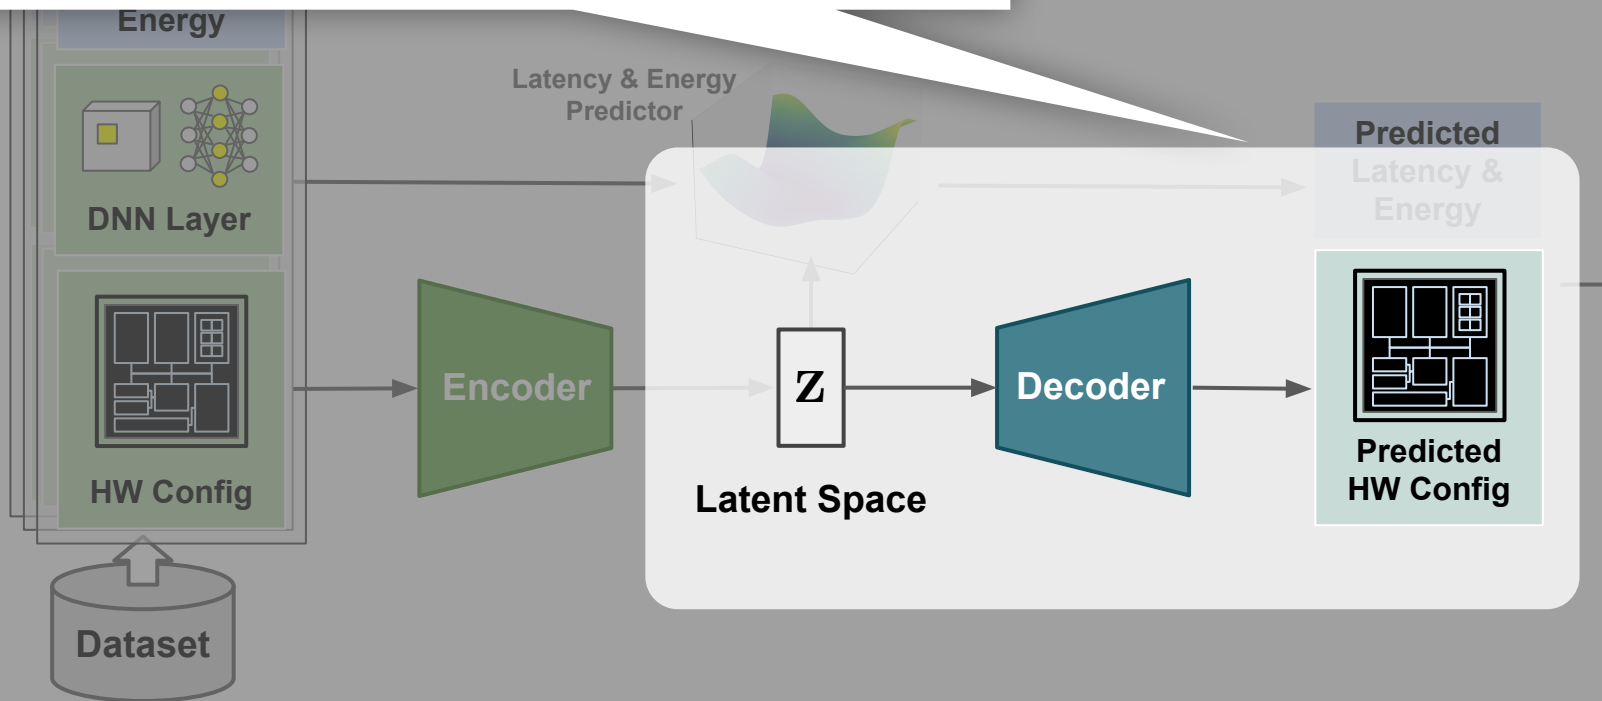 Energy
Latency & Energy
Predictor
DNN Layer
Predicted
Latency &
Energy
HW Config
Encoder
Z
Latent Space
Decoder
Predicted
HW Config
Dataset